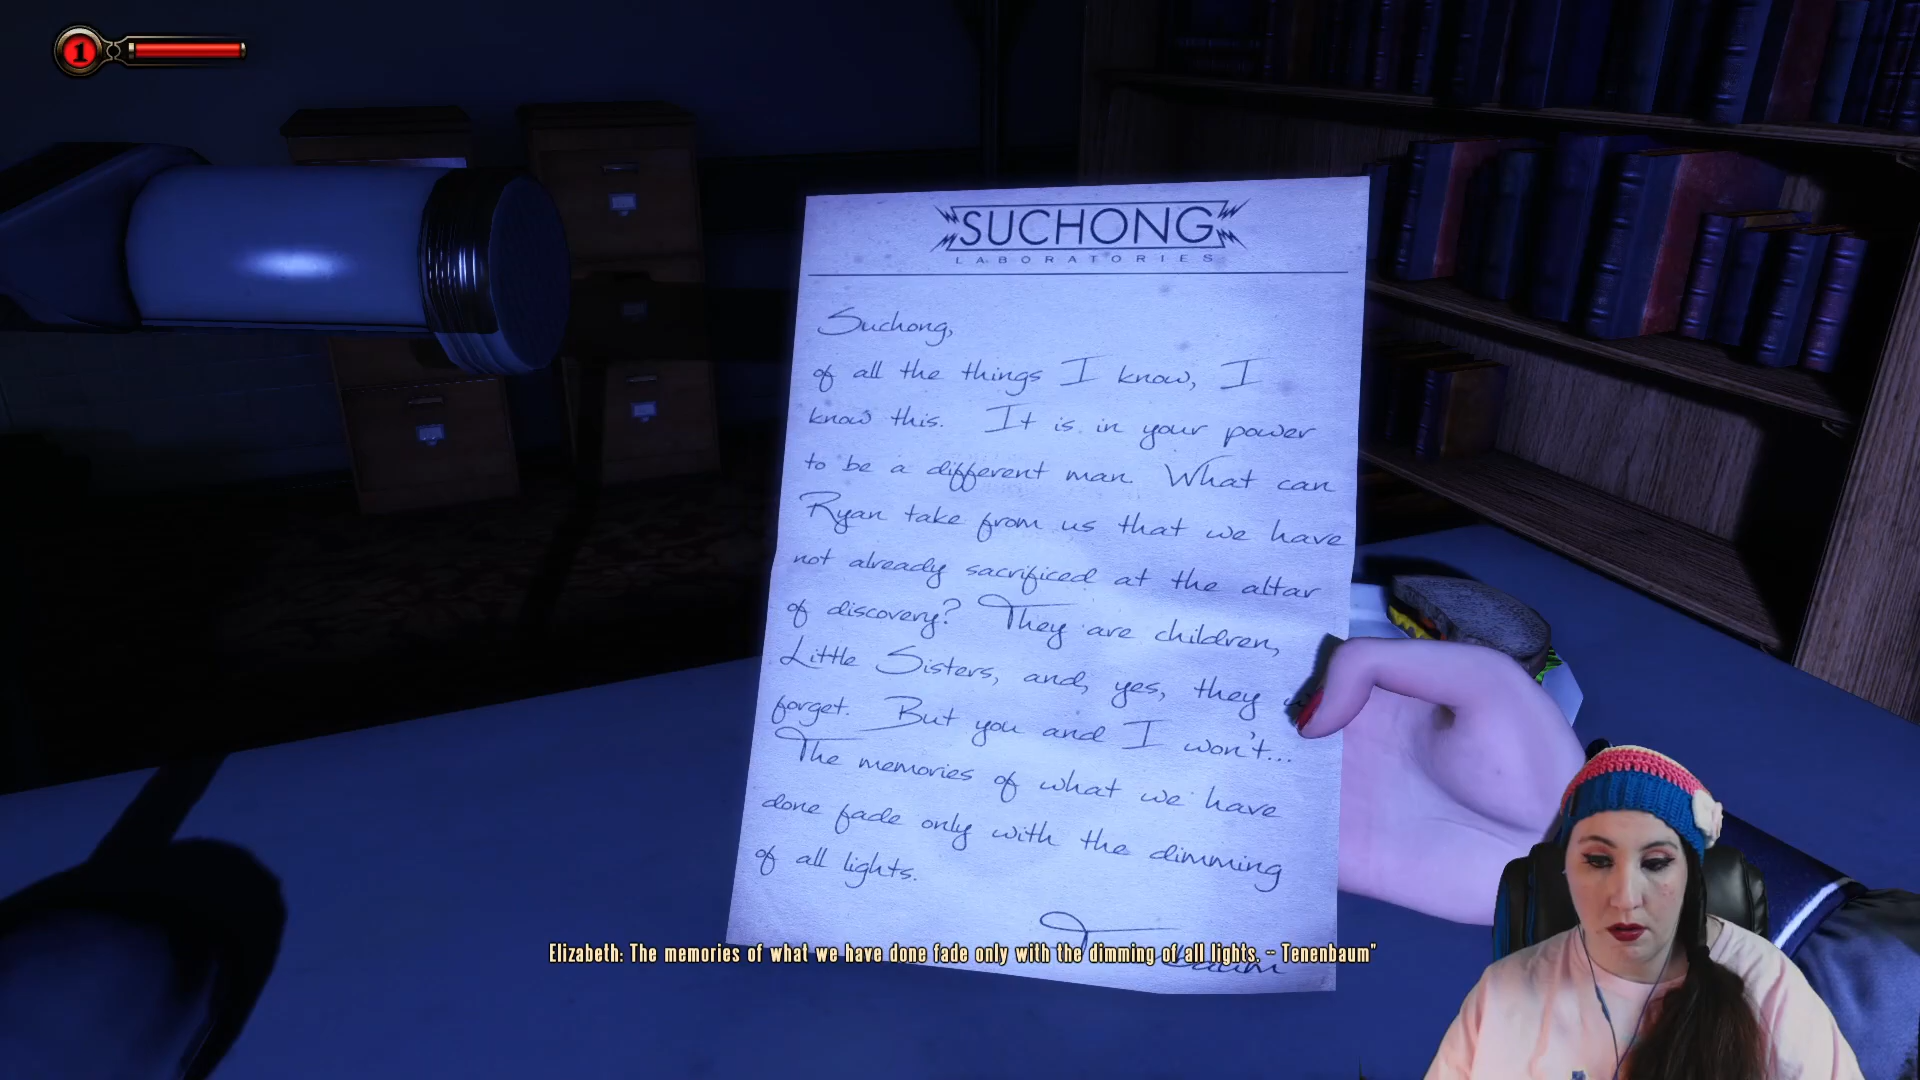 1
SUCHONG
LABORATORIES
Suchong,
of all the things I know, I
know this. It is in your power
to be a different man. What can
Ryan take from us that we have
not already sacrificed at the altar
of discovery? They are children,
Little Sisters, and, yes, they
forget. But you and I won't...
The memories of what we have
done fade only with the dimming
of all lights.
Elizabeth: The memories of what we have done fade only with the dimming of all lights. - Tenenbaum"